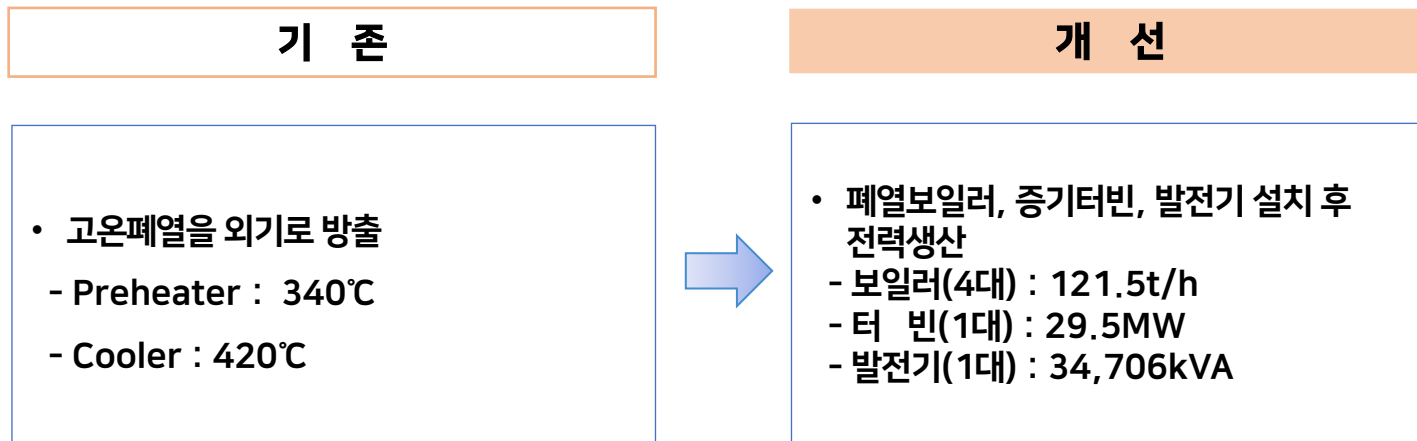 기 존
개 선
• 고온폐열을 외기로 방출
- Preheater : 340℃
- Cooler : 420℃
• 폐열보일러, 증기터빈, 발전기 설치 후
전력생산
- 보일러(4대) : 121.5t/h
- 터 빈(1대) : 29.5MW
- 발전기(1대) : 34,706kVA